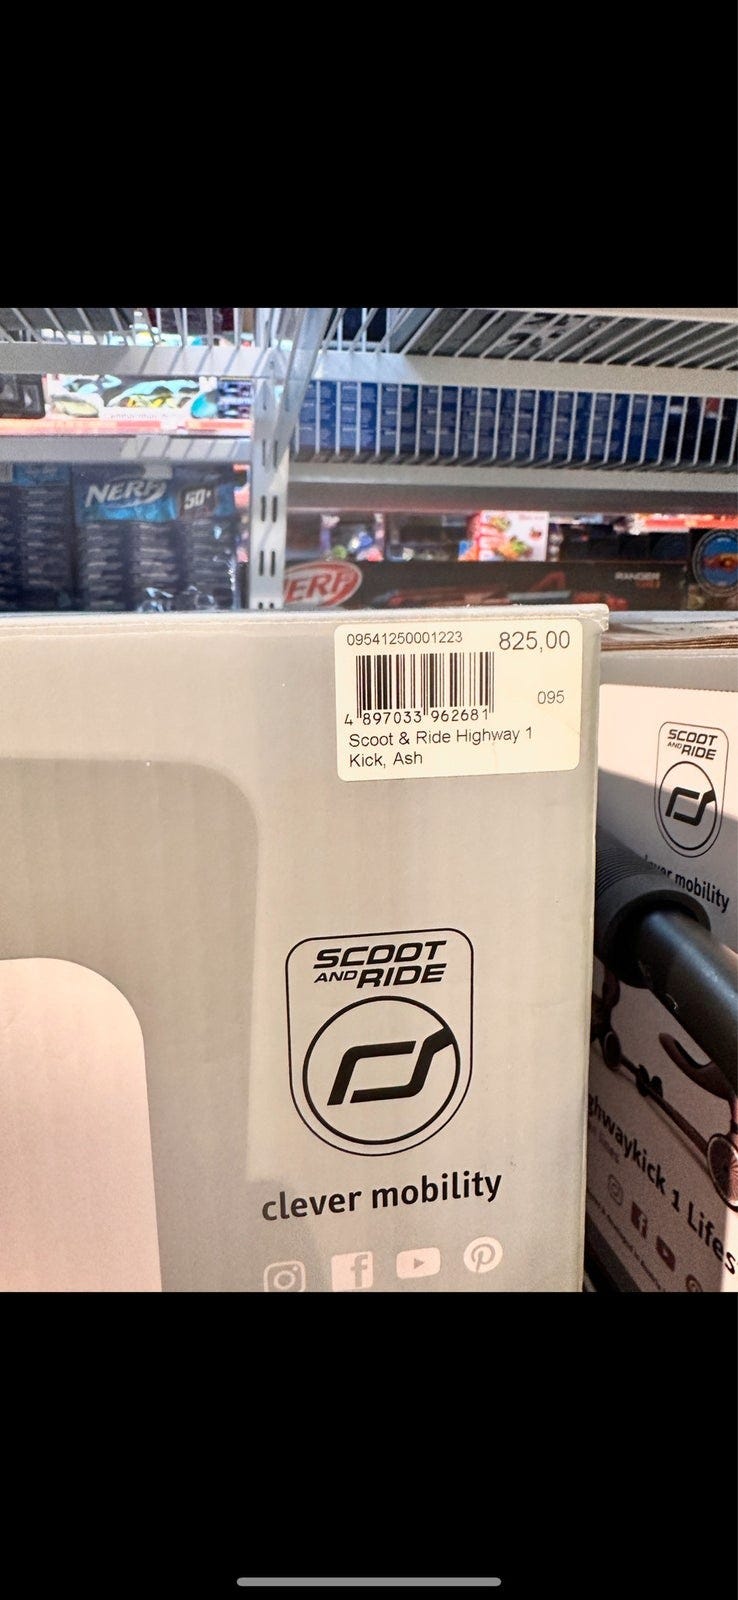 NERF
50+
NERF
RANGER
09541250001223
825,00
4 897033 962681
095
Scoot & Ride Highway 1
Kick, Ash
SCOOT
AND RIDE
clever mobility
SCOOT
AND RIDE
mobility
ghwaykick 1 Lifes